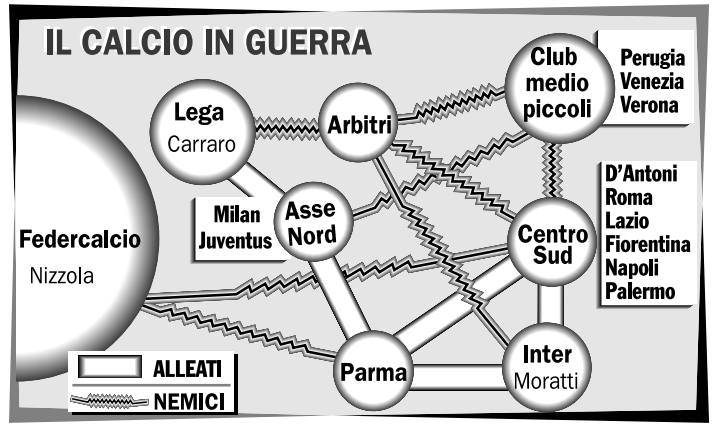 IL CALCIO IN GUERRA
Lega
Carraro
Arbitri
Club
medio
piccoli
Perugia
Venezia
Verona
Milan
Juventus
Asse
Nord
Federcalcio
Nizzola
Centro
Sud
D'Antoni
Roma
Lazio
Fiorentina
Napoli
Palermo
Parma
Inter
Moratti
ALLEATI
NEMICI